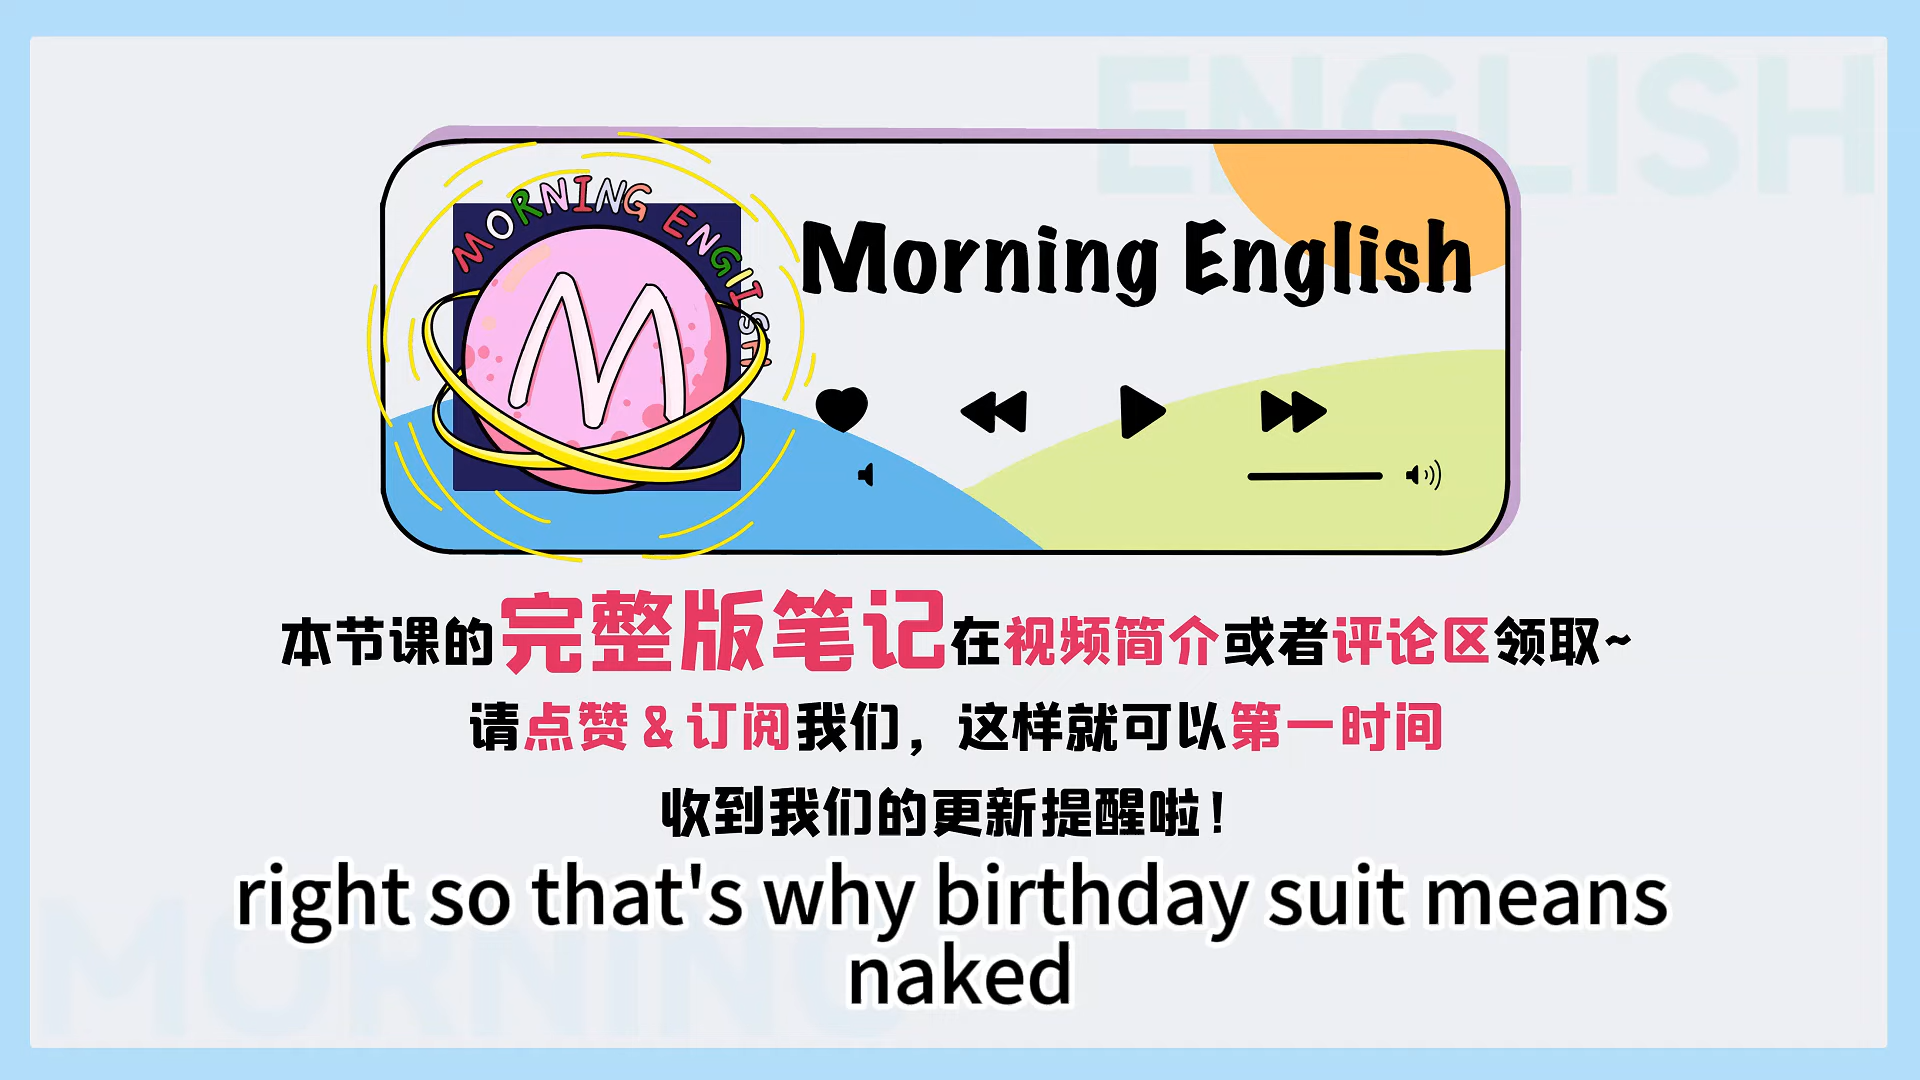 ENGLISH
MORNING ENGLISH
M
Morning English
本节课的完整版笔记在视频简介或者评论区领取~
请点赞&订阅我们，这样就可以第一时间
收到我们的更新提醒啦！
right so that's why birthday suit means
naked
MORNING